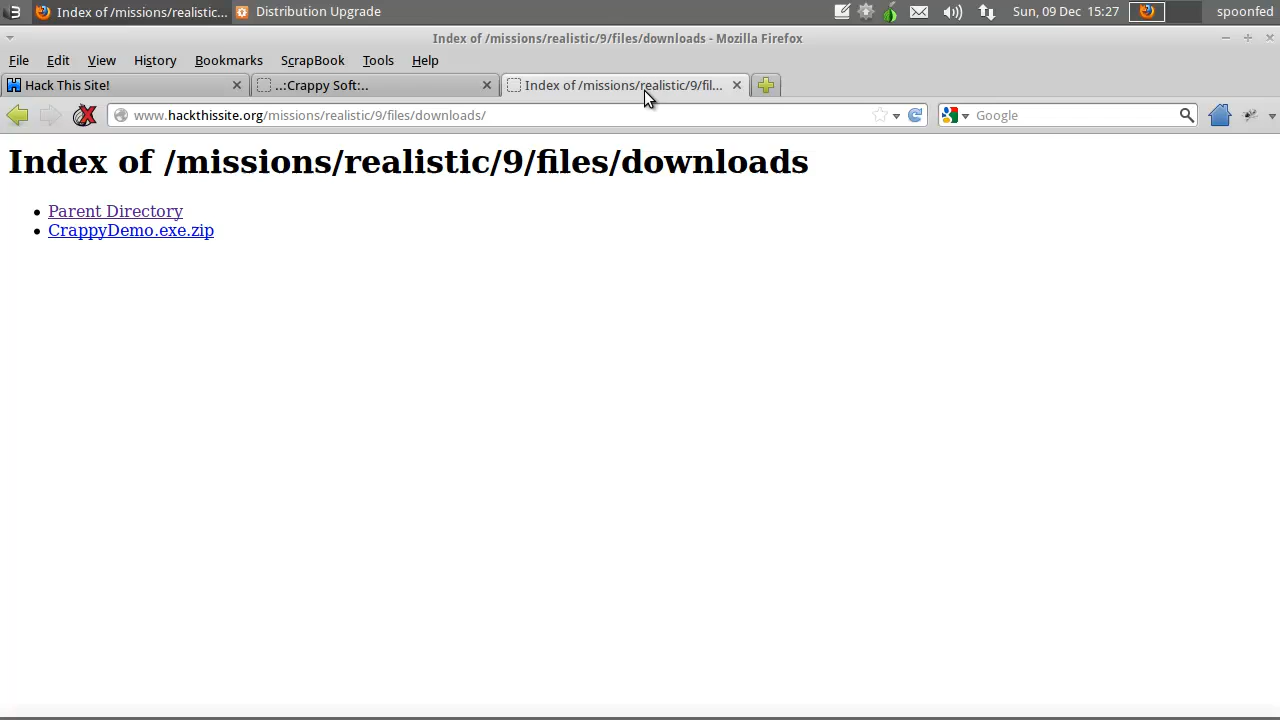 Index of /missions/realistic... Distribution Upgrade Sun, 09 Dec 15:27 spoonfed
Index of /missions/realistic/9/files/downloads - Mozilla Firefox
File Edit View History Bookmarks ScrapBook Tools Help
Hack This Site! ..:Crappy Soft:.. Index of /missions/realistic/9/fil...
www.hackthissite.org/missions/realistic/9/files/downloads/ Google
Index of /missions/realistic/9/files/downloads
• Parent Directory
• CrappyDemo.exe.zip